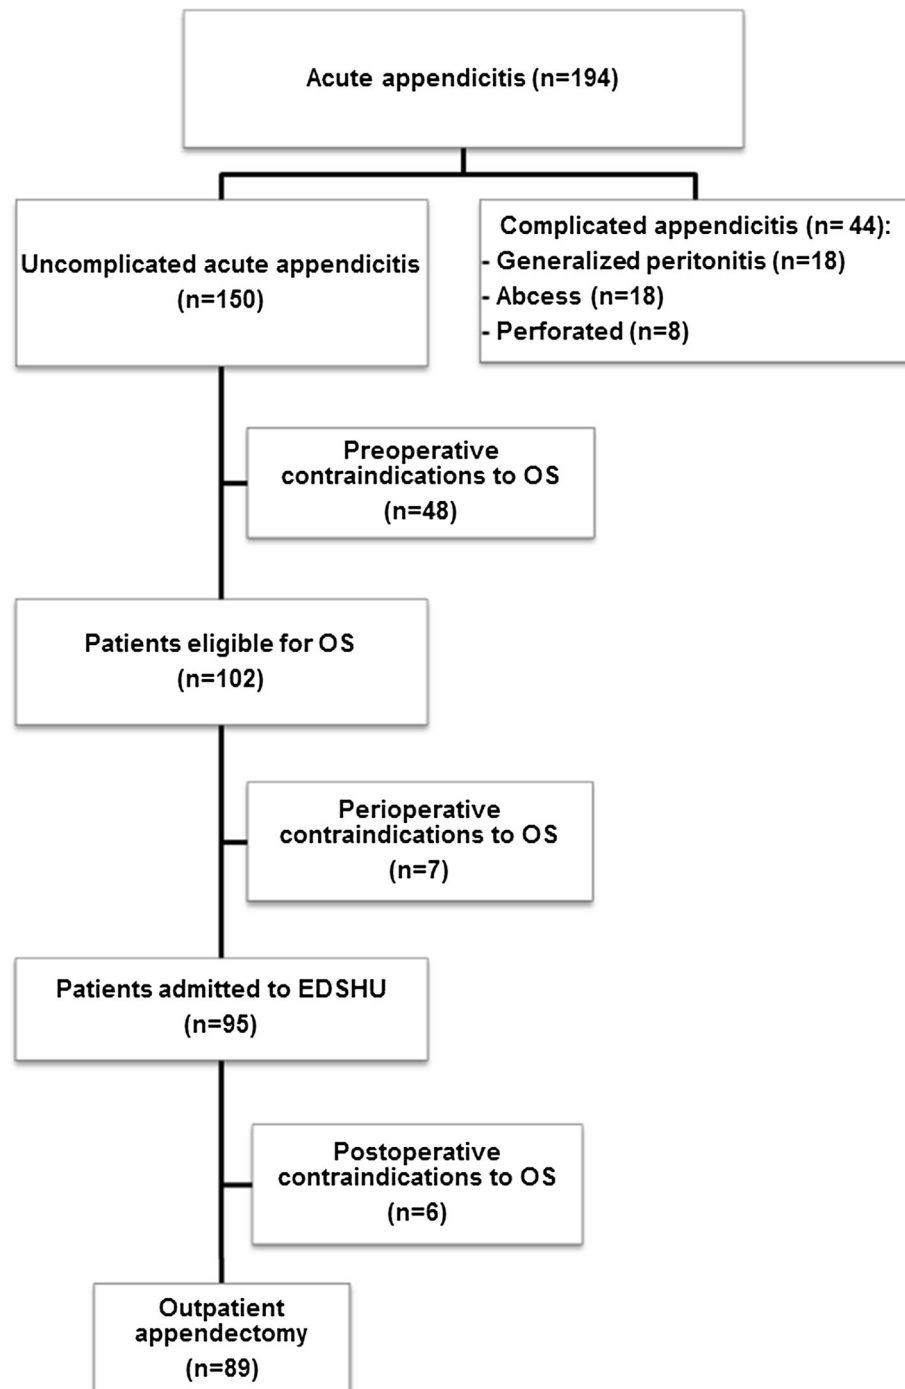 Acute appendicitis (n=194)
Uncomplicated acute appendicitis
(n=150)
Complicated appendicitis (n= 44):
- Generalized peritonitis (n=18)
- Abcess (n=18)
- Perforated (n=8)
Preoperative
contraindications to OS
(n=48)
Patients eligible for OS
(n=102)
Perioperative
contraindications to OS
(n=7)
Patients admitted to EDSHU
(n=95)
Postoperative
contraindications to OS
(n=6)
Outpatient
appendectomy
(n=89)